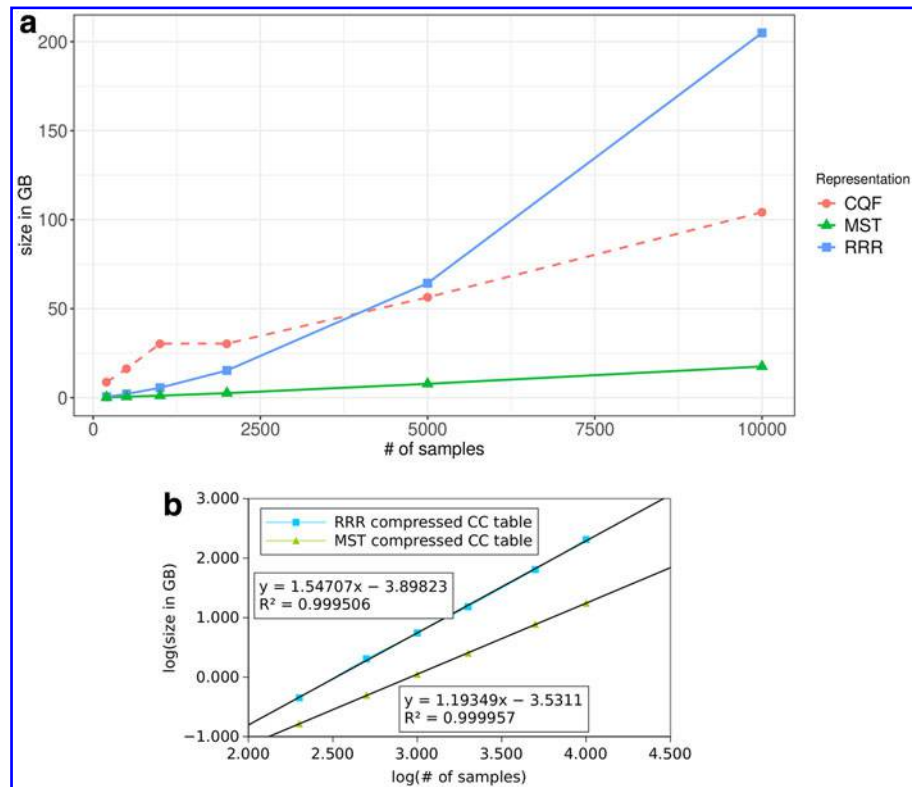 a
200
150
100
50
0
size in GB
0 2500 5000 7500 10000
# of samples
Representation
CQF
MST
RRR
b
3.000
2.000
1.000
0.000
−1.000
log(size in GB)
RRR compressed CC table
MST compressed CC table
y = 1.54707x − 3.89823
R² = 0.999506
y = 1.19349x − 3.5311
R² = 0.999957
2.000 2.500 3.000 3.500 4.000 4.500
log(# of samples)